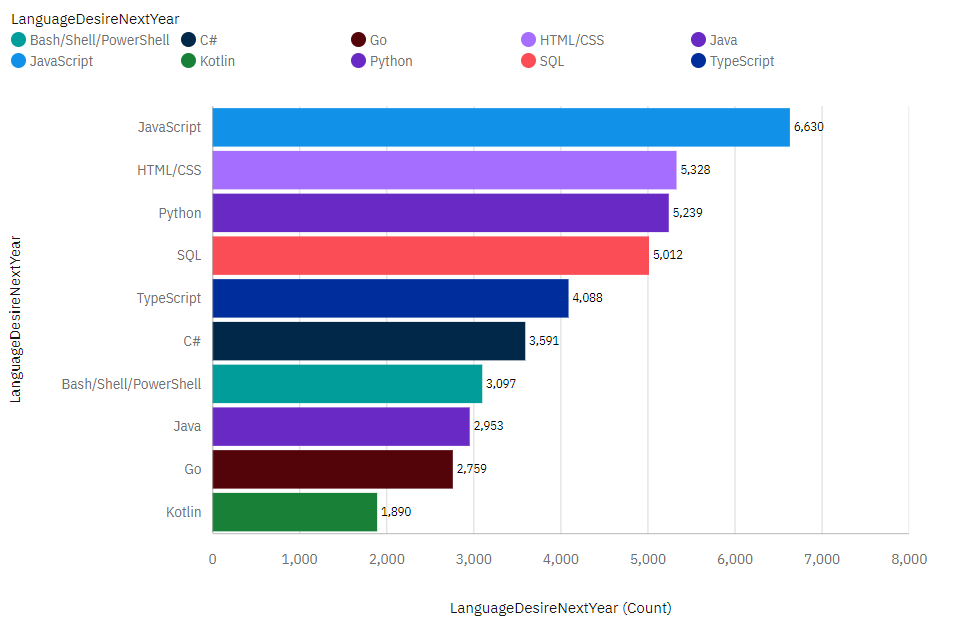 LanguageDesireNextYear
Bash/Shell/PowerShell C# Go HTML/CSS Java
JavaScript Kotlin Python SQL TypeScript
JavaScript 6,630
HTML/CSS 5,328
Python 5,239
SQL 5,012
TypeScript 4,088
C# 3,591
Bash/Shell/PowerShell 3,097
Java 2,953
Go 2,759
Kotlin 1,890
LanguageDesireNextYear
0 1,000 2,000 3,000 4,000 5,000 6,000 7,000 8,000
LanguageDesireNextYear (Count)